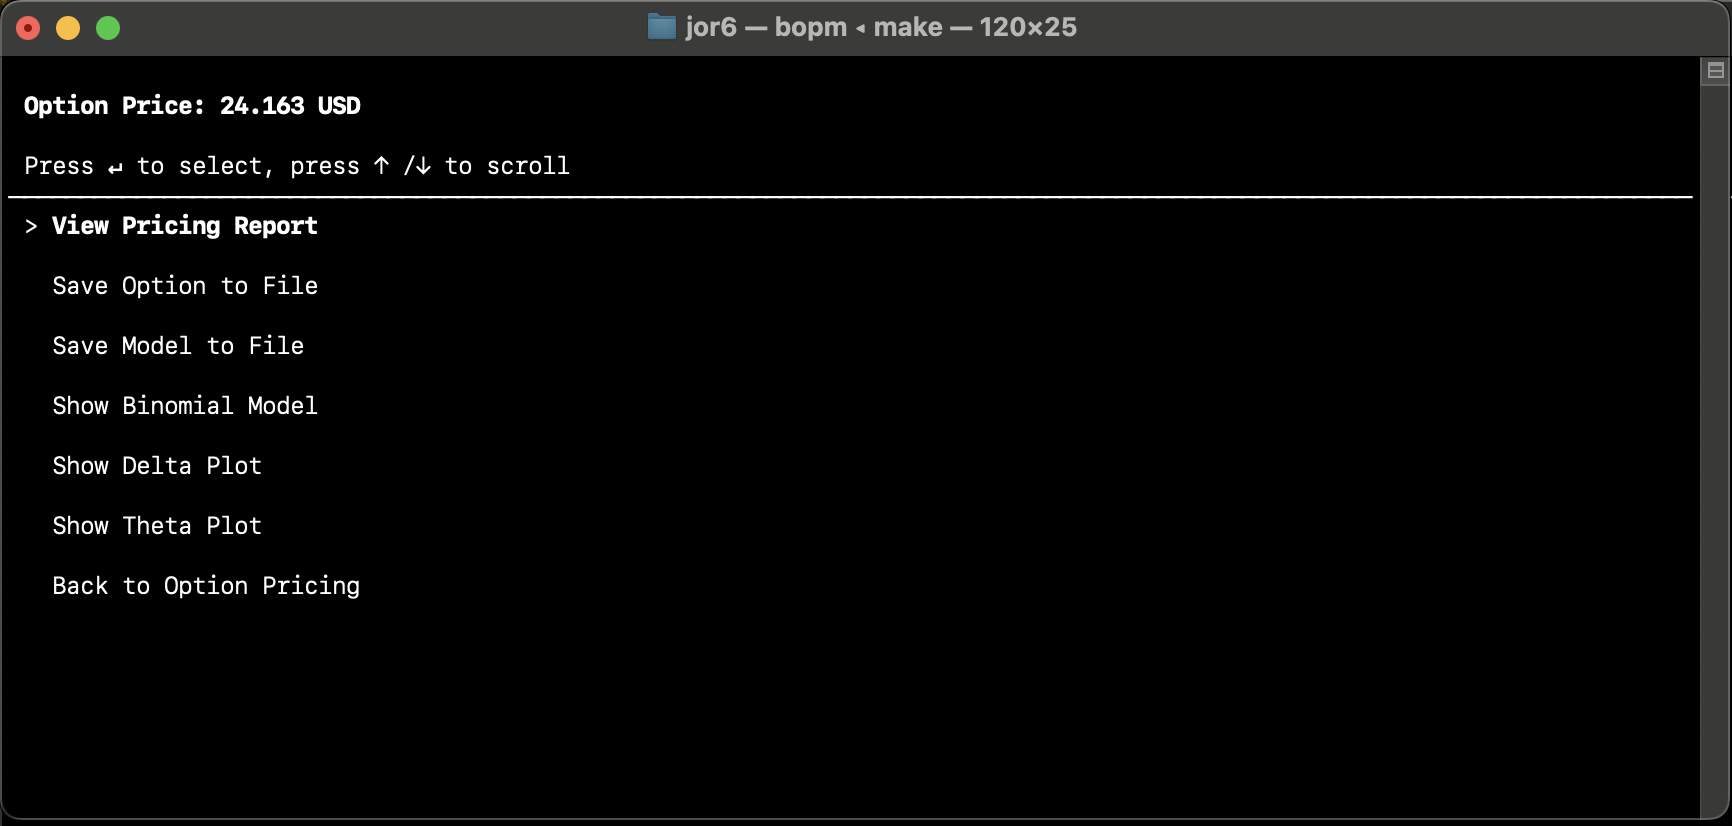 jor6 — bopm ◂ make — 120×25
Option Price: 24.163 USD
Press ↵ to select, press ↑ /↓ to scroll
> View Pricing Report
Save Option to File
Save Model to File
Show Binomial Model
Show Delta Plot
Show Theta Plot
Back to Option Pricing